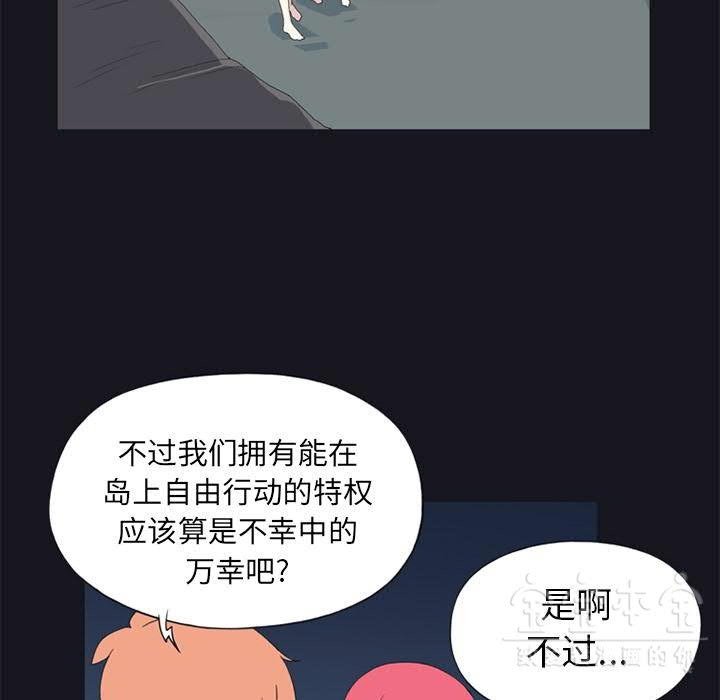 不过我们拥有能在
岛上自由行动的特权
应该算是不幸中的
万幸吧?
是啊
不过...